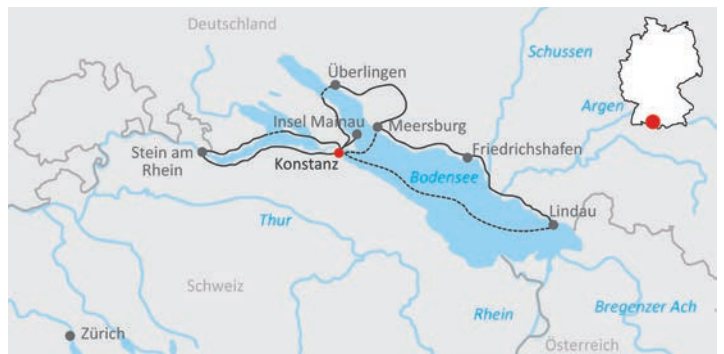 Deutschland
Schussen
Überlingen
Argen
Insel Mainau
Meersburg
Stein am
Rhein
Konstanz
Friedrichshafen
Bodensee
Thur
Lindau
Schweiz
Rhein
Bregenzer Ach
Zürich
Österreich